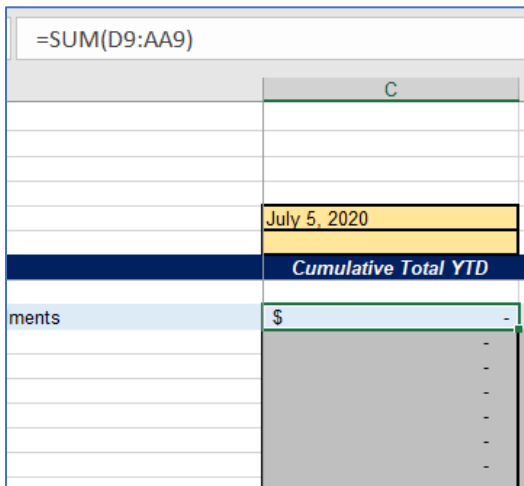 =SUM(D9:AA9)
C
July 5, 2020
Cumulative Total YTD
ments $ -
-
-
-
-
-
-